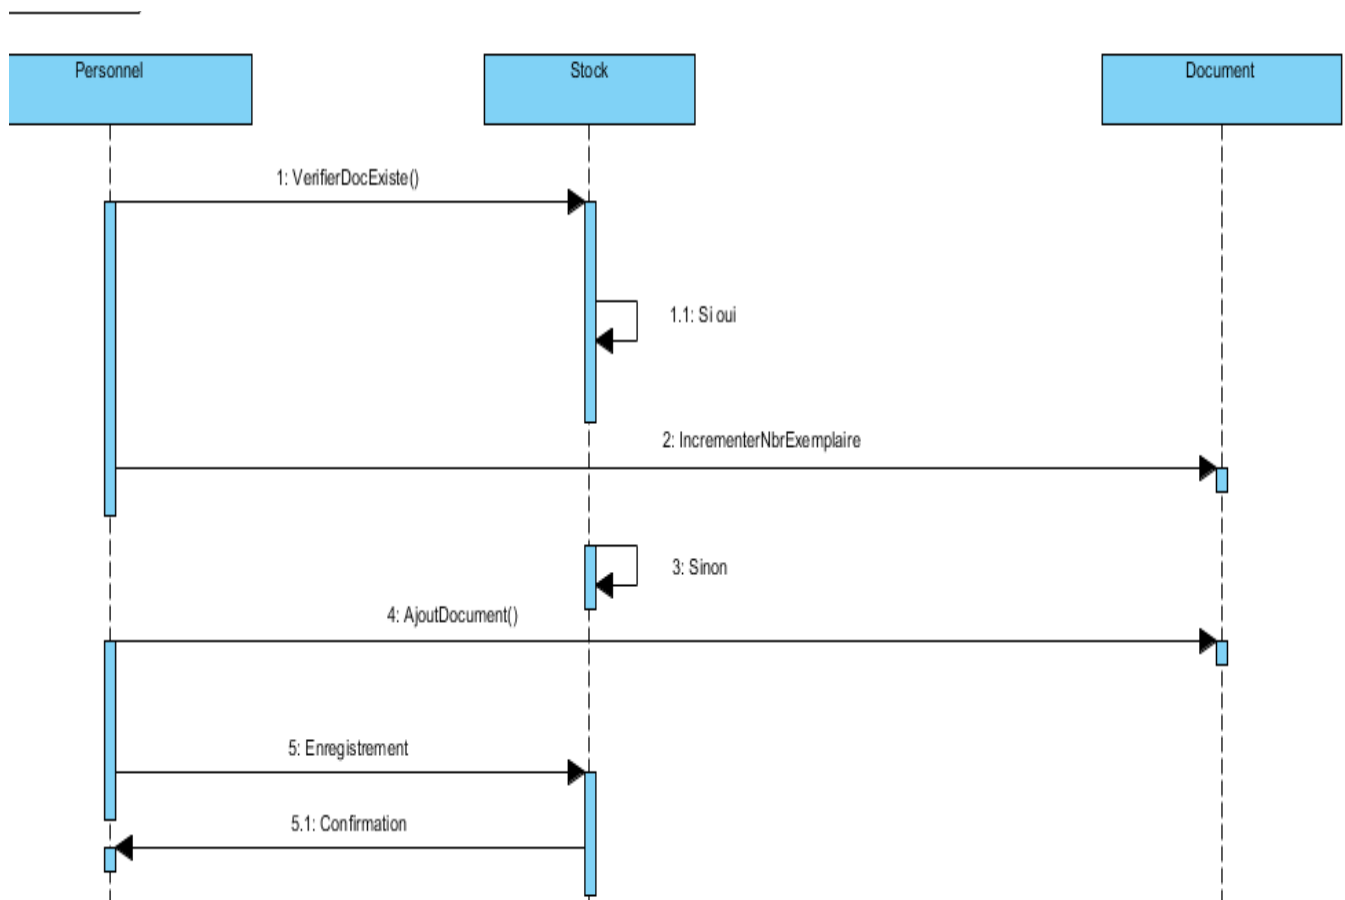 Personnel
Stock
Document
1: VerifierDocExiste()
1.1: Si oui
2: IncrementerNbrExemplaire
3: Sinon
4: AjoutDocument()
5: Enregistrement
5.1: Confirmation